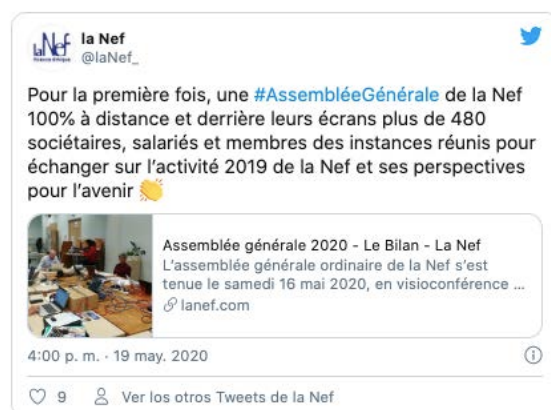 la Nef
@laNef_
laNef
Pour la première fois, une #AssembléeGénérale de la Nef
100% à distance et derrière leurs écrans plus de 480
sociétaires, salariés et membres des instances réunis pour
échanger sur l'activité 2019 de la Nef et ses perspectives
pour l'avenir 👏
Assemblée générale 2020 - Le Bilan - La Nef
L'assemblée générale ordinaire de la Nef s'est
tenue le samedi 16 mai 2020, en visioconférence ...
lanef.com
4:00 p. m. · 19 may. 2020
9 Ver los otros Tweets de la Nef